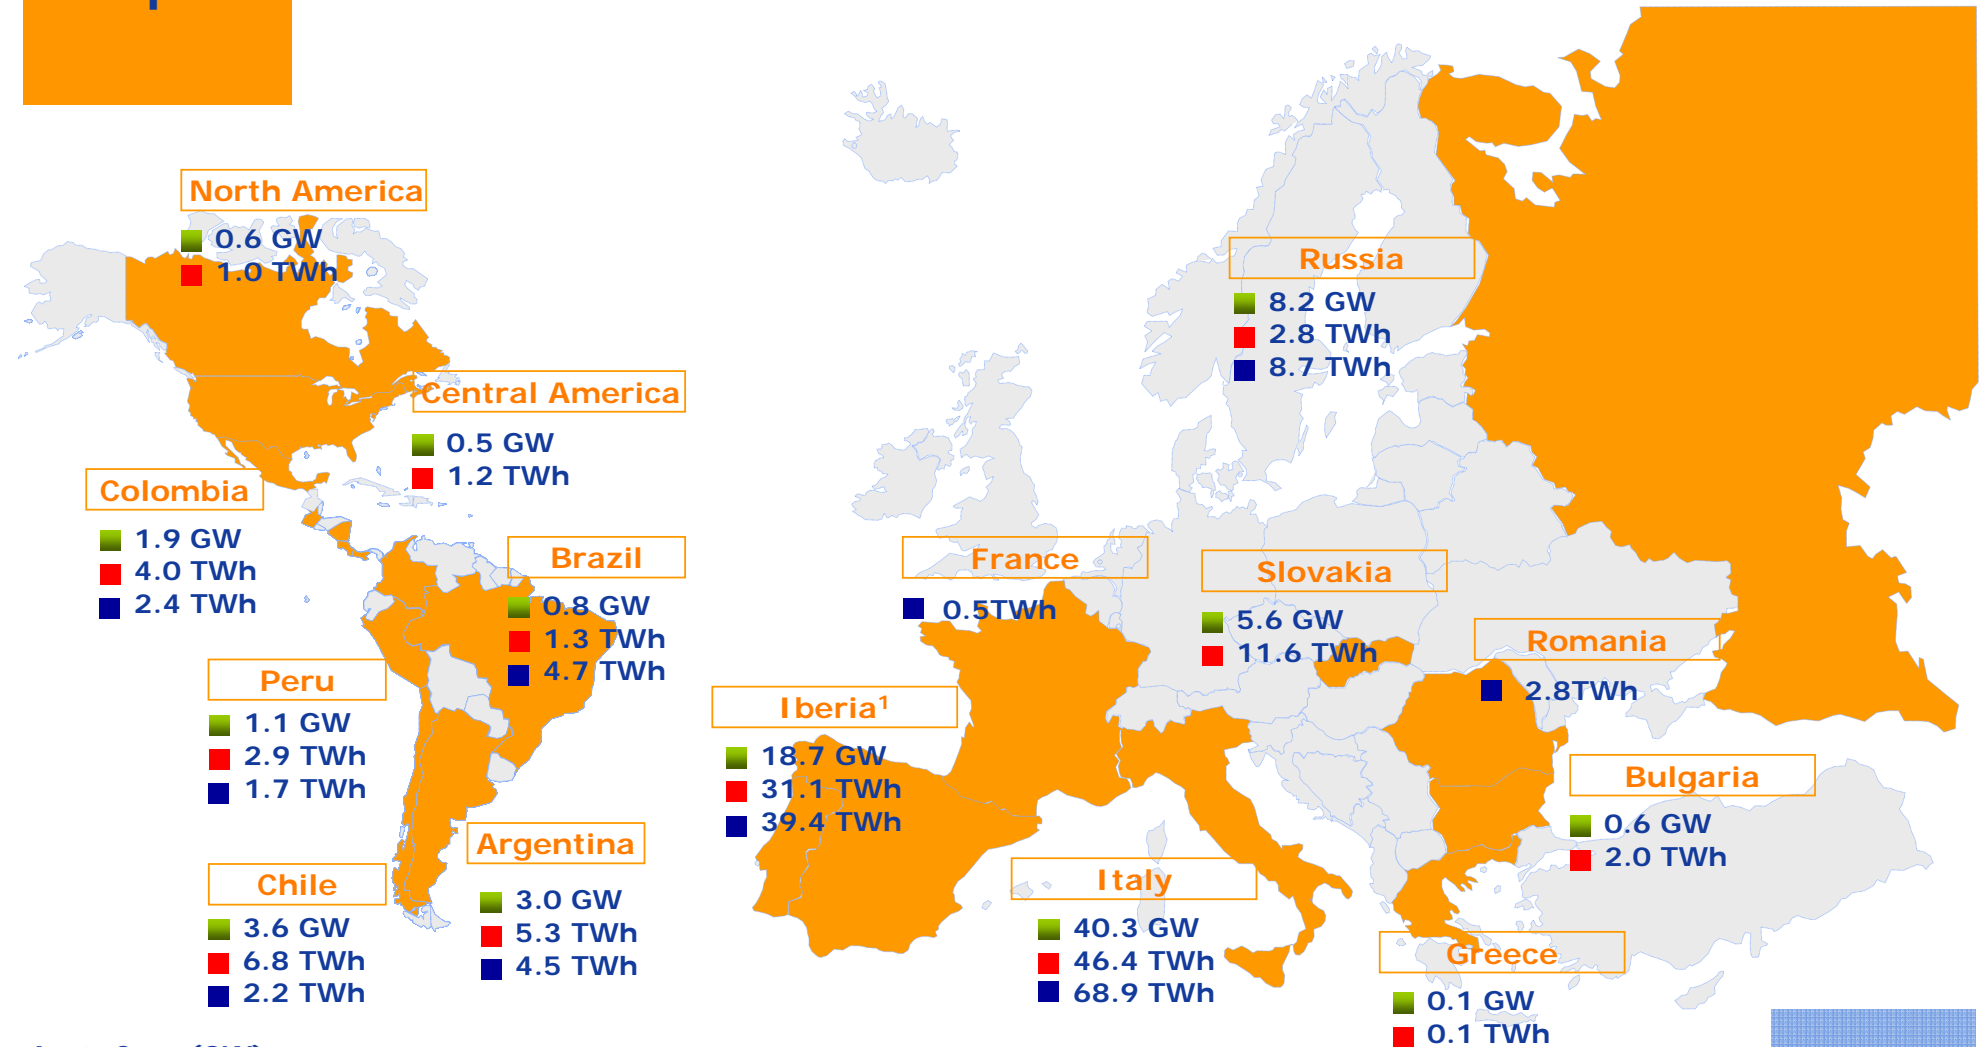 North America
0.6 GW
1.0 TWh
Central America
0.5 GW
1.2 TWh
Colombia
1.9 GW
4.0 TWh
2.4 TWh
Brazil
0.8 GW
1.3 TWh
4.7 TWh
Peru
1.1 GW
2.9 TWh
1.7 TWh
Argentina
3.0 GW
5.3 TWh
4.5 TWh
Chile
3.6 GW
6.8 TWh
2.2 TWh
Russia
8.2 GW
2.8 TWh
8.7 TWh
France
0.5TWh
Slovakia
5.6 GW
11.6 TWh
Romania
2.8TWh
Iberia¹
18.7 GW
31.1 TWh
39.4 TWh
Bulgaria
0.6 GW
2.0 TWh
Italy
40.3 GW
46.4 TWh
68.9 TWh
Greece
0.1 GW
0.1 TWh
(GW)